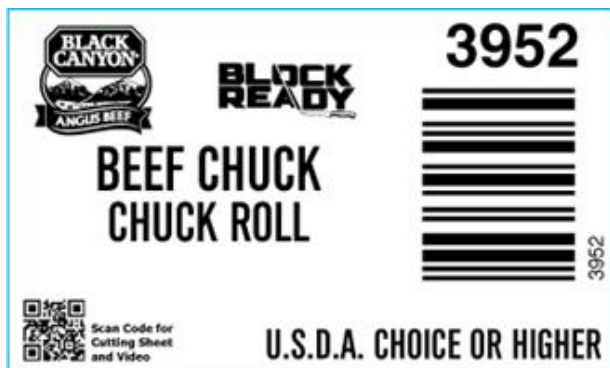 BLACK
CANYON®
ANGUS BEEF
BLOCK
READY
3952
BEEF CHUCK
CHUCK ROLL
3952
Scan Code for
Cutting Sheet
and Video
U.S.D.A. CHOICE OR HIGHER